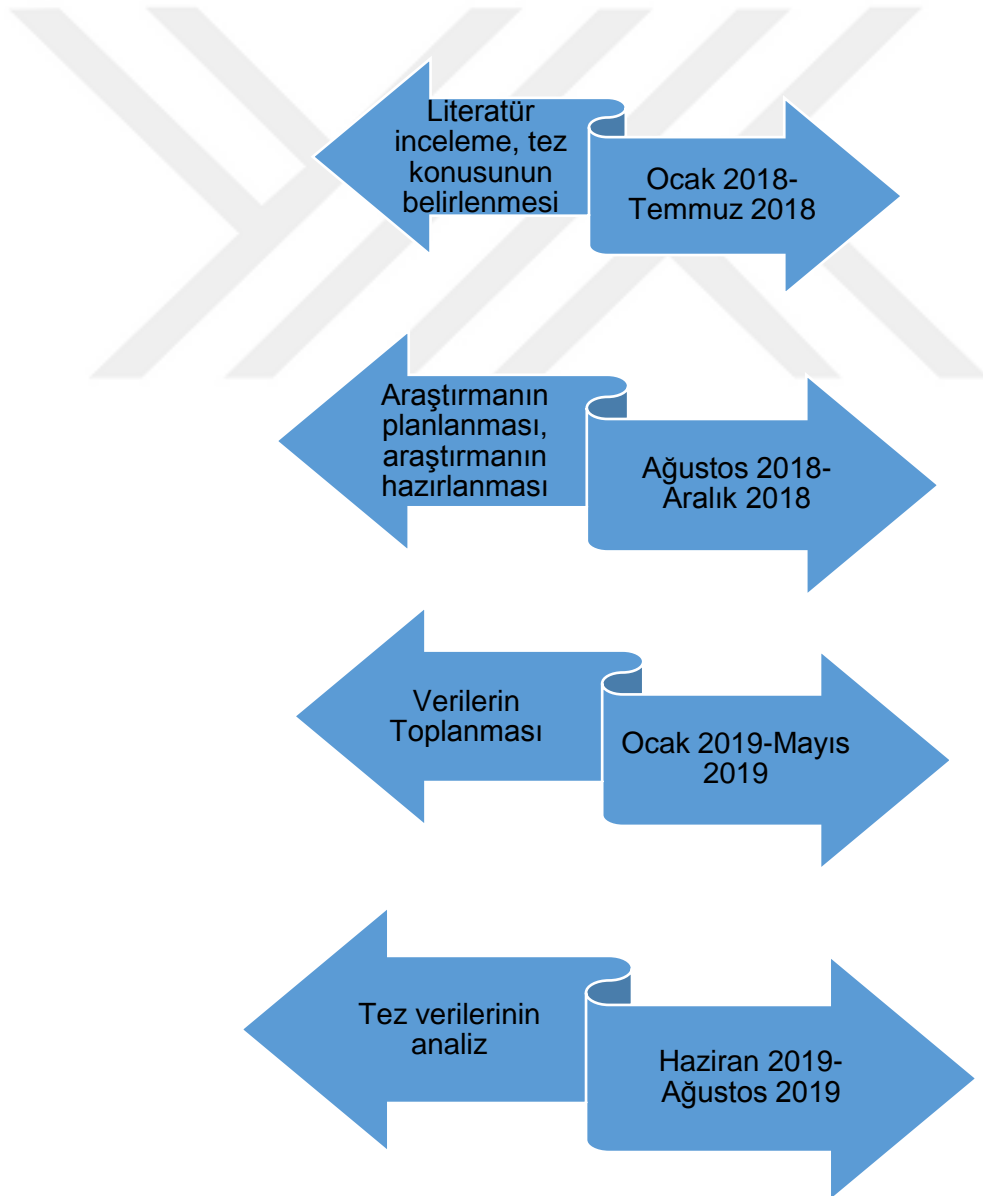 Literatür
inceleme, tez
konusunun
belirlenmesi
Ocak 2018-
Temmuz 2018
Araştırmanın
planlanması,
araştırmanın
hazırlanması
Ağustos 2018-
Aralık 2018
Verilerin
Toplanması
Ocak 2019-Mayıs
2019
Tez verilerinin
analiz
Haziran 2019-
Ağustos 2019